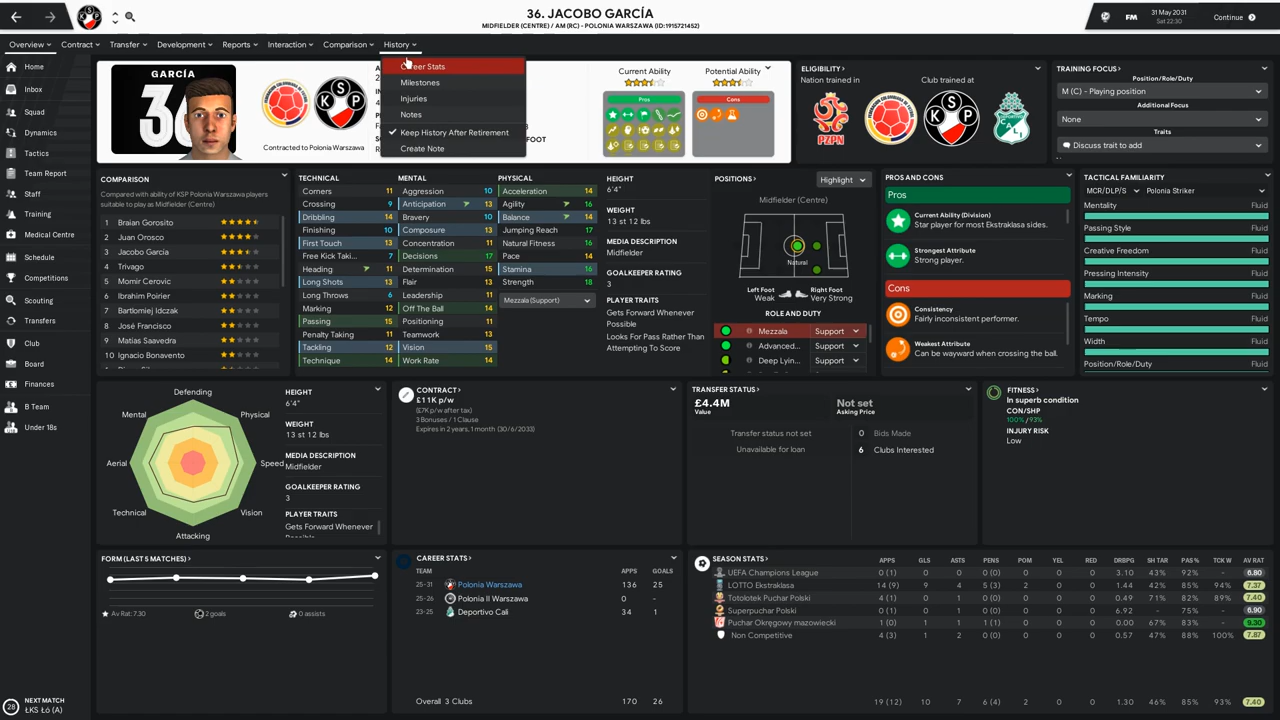 36. JACOBO GARCÍA
MIDFIELDER (CENTRE) / AM (RC) - POLONIA WARSZAWA (ID:1915721452)
FM
31 May 2031
Sat 22:30
Continue
Overview
Contract
Transfer
Development
Reports
Interaction
Comparison
History
Home
Inbox
Squad
Dynamics
Tactics
Team Report
Staff
Training
Medical Centre
Schedule
Competitions
Scouting
Transfers
Club
Board
Finances
B Team
Under 18s
NEXT MATCH
28
ŁKS Łó (A)
GARCÍA
36
KSP
Contracted to Polonia Warszawa
Career Stats
Milestones
Injuries
Notes
Keep History After Retirement
Create Note
FOOT
Current Ability
Potential Ability
Pros
Cons
ELIGIBILITY
Nation trained in
Club trained at
PZPN
KSP
TRAINING FOCUS
Position/Role/Duty
M (C) - Playing position
Additional Focus
None
Traits
Discuss trait to add
COMPARISON
Compared with ability of KSP Polonia Warszawa players
suitable to play as Midfielder (Centre)
1 Braian Gorosito
2 Juan Orosco
3 Jacobo García
4 Trivago
5 Momir Cerovic
6 Ibrahim Poirier
7 Bartlomiej Idczak
8 José Francisco
9 Matías Saavedra
10 Ignacio Bonavento
TECHNICAL
Corners 11
Crossing 9
Dribbling 14
Finishing 10
First Touch 13
Free Kick Taki... 7
Heading 11
Long Shots 13
Long Throws 6
Marking 12
Passing 15
Penalty Taking 11
Tackling 12
Technique 14
MENTAL
Aggression 10
Anticipation 13
Bravery 10
Composure 13
Concentration 11
Decisions 17
Determination 15
Flair 13
Leadership 11
Off The Ball 14
Positioning 11
Teamwork 13
Vision 15
Work Rate 14
PHYSICAL
Acceleration 14
Agility 16
Balance 14
Jumping Reach 17
Natural Fitness 16
Pace 14
Stamina 16
Strength 18
Mezzala (Support)
HEIGHT
6'4"
WEIGHT
13 st 12 lbs
MEDIA DESCRIPTION
Midfielder
GOALKEEPER RATING
3
PLAYER TRAITS
Gets Forward Whenever
Possible
Looks For Pass Rather Than
Attempting To Score
POSITIONS
Highlight
Midfielder (Centre)
Natural
Left Foot
Weak
Right Foot
Very Strong
ROLE AND DUTY
Mezzala Support
Advanced... Support
Deep Lyin... Support
PROS AND CONS
Pros
Current Ability (Division)
Star player for most Ekstraklasa sides.
Strongest Attribute
Strong player.
Cons
Consistency
Fairly inconsistent performer.
Weakest Attribute
Can be wayward when crossing the ball.
TACTICAL FAMILIARITY
MCR/DLP/S
Polonia Striker
Mentality Fluid
Passing Style Fluid
Creative Freedom Fluid
Pressing Intensity Fluid
Marking Fluid
Tempo Fluid
Width Fluid
Position/Role/Duty Fluid
Defending
Physical
Speed
Vision
Attacking
Technical
Aerial
Mental
HEIGHT
6'4"
WEIGHT
13 st 12 lbs
MEDIA DESCRIPTION
Midfielder
GOALKEEPER RATING
3
PLAYER TRAITS
Gets Forward Whenever
CONTRACT
£11K p/w
(£7K p/w after tax)
3 Bonuses / 1 Clause
Expires in 2 years, 1 month (30/6/2033)
TRANSFER STATUS
£4.4M
Value
Not set
Asking Price
Transfer status not set
Unavailable for loan
0 Bids Made
6 Clubs Interested
FITNESS
In superb condition
CON/SHP
100% / 93%
INJURY RISK
Low
FORM (LAST 5 MATCHES)
Av Rat: 7.30
2 goals
0 assists
CAREER STATS
TEAM APPS GOALS
25-31 Polonia Warszawa 136 25
25-26 Polonia II Warszawa 0 -
23-25 Deportivo Cali 34 1
Overall 3 Clubs 170 26
SEASON STATS
APPS GLS ASTS PENS POM YEL RED DRBPG SH TAR PAS % TCK W AV RAT
UEFA Champions League 0 (1) 0 0 0 (0) 0 0 0 3.10 43% 92% - 6.80
LOTTO Ekstraklasa 14 (9) 9 4 5 (3) 2 0 0 1.44 42% 85% 94% 7.37
Totolotek Puchar Polski 4 (1) 0 1 0 (0) 0 0 0 0.49 71% 82% 89% 7.40
Superpuchar Polski 0 (1) 0 1 0 (0) 0 0 0 6.92 - 75% - 6.90
Puchar Okręgowy mazowiecki 1 (0) 1 1 1 (1) 0 0 0 0.00 67% 83% - 9.30
Non Competitive 4 (3) 1 2 0 (0) 0 0 0 0.57 47% 88% 100% 7.87
19 (12) 10 7 6 (4) 2 0 0 1.30 46% 85% 93% 7.40